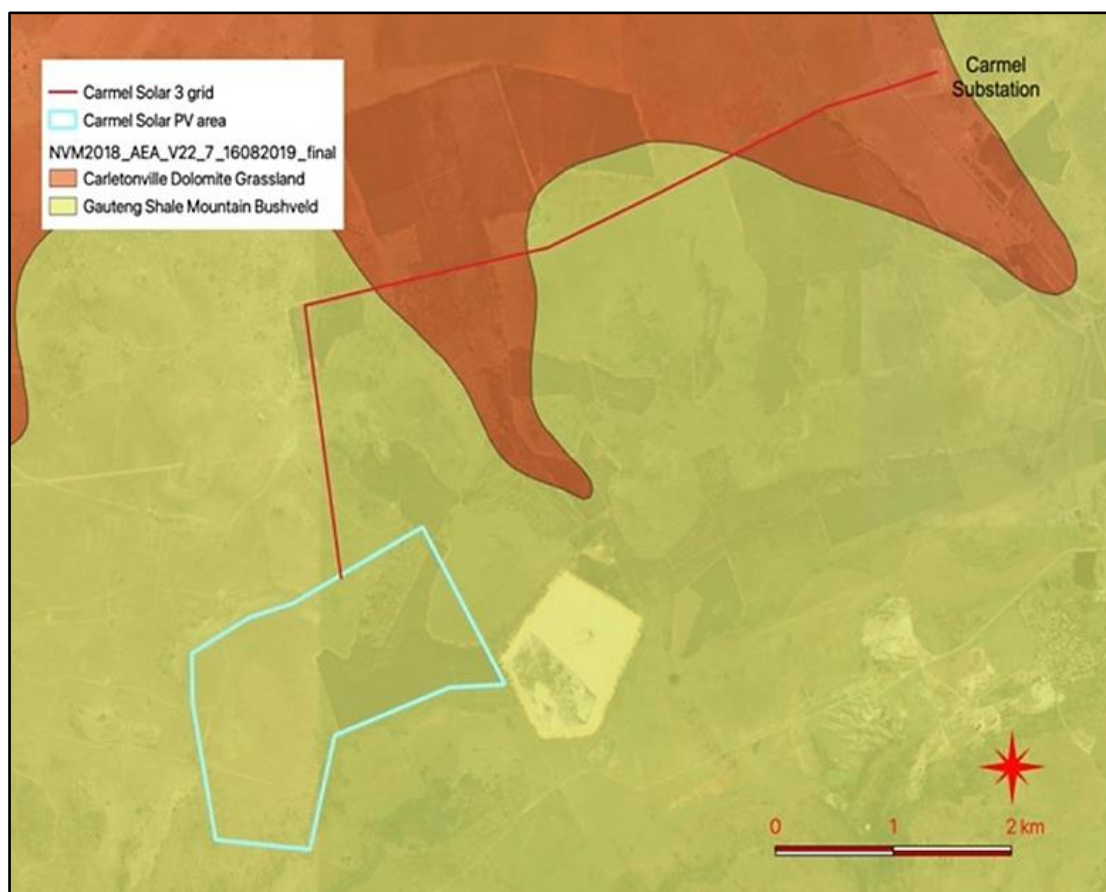 Carmel Solar 3 grid
Carmel Solar PV area
NVM2018_AEA_V22_7_16082019_final
Carletonville Dolomite Grassland
Gauteng Shale Mountain Bushveld
Carmel
Substation
0 1 2 km